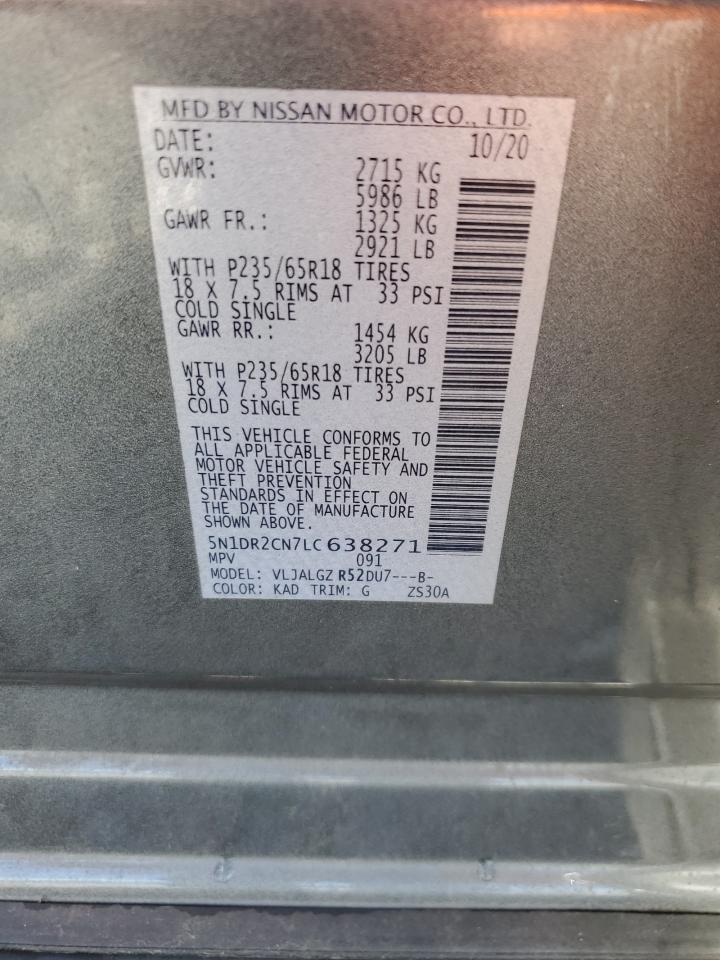 MFD BY NISSAN MOTOR CO., LTD.
DATE: 10/20
GVWR: 2715 KG
5986 LB
GAWR FR.: 1325 KG
2921 LB
WITH P235/65R18 TIRES
18 X 7.5 RIMS AT 33 PSI
COLD SINGLE
GAWR RR.: 1454 KG
3205 LB
WITH P235/65R18 TIRES
18 X 7.5 RIMS AT 33 PSI
COLD SINGLE
THIS VEHICLE CONFORMS TO
ALL APPLICABLE FEDERAL
MOTOR VEHICLE SAFETY AND
THEFT PREVENTION
STANDARDS IN EFFECT ON
THE DATE OF MANUFACTURE
SHOWN ABOVE.
5N1DR2CN7LC638271
MPV 091
MODEL: VLJALGZ R52DU7---B-
COLOR: KAD TRIM: G ZS30A